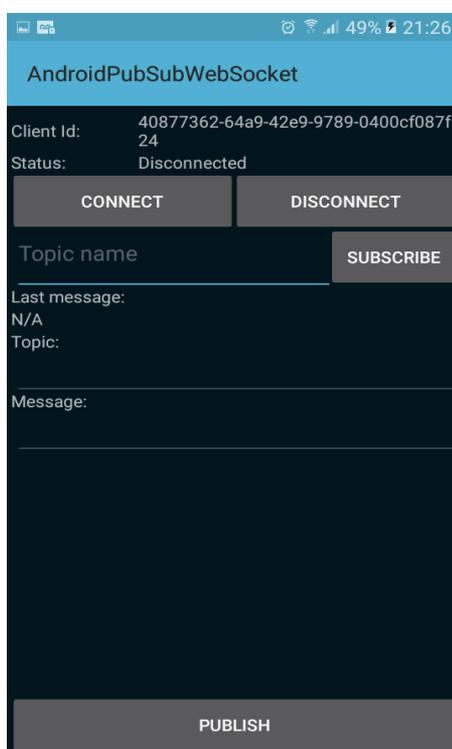 49% 21:26
AndroidPubSubWebSocket
Client Id: 40877362-64a9-42e9-9789-0400cf087f
24
Status: Disconnected
CONNECT DISCONNECT
Topic name SUBSCRIBE
Last message:
N/A
Topic:
Message:
PUBLISH